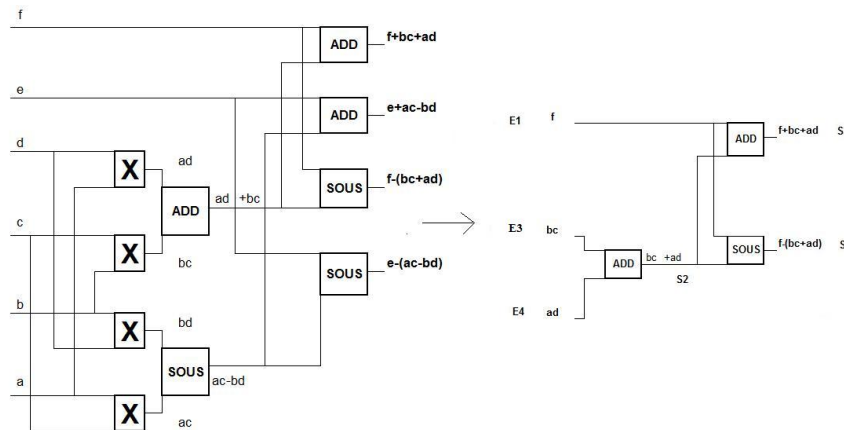 f
ADD
f+bc+ad
e
ADD
e+ac-bd
E1 f
ADD
f+bc+ad
S
d
X
ad
SOUS
f-(bc+ad)
ADD
ad +bc
c
X
bc
E3 bc
SOUS
f-(bc+ad)
S
SOUS
e-(ac-bd)
ADD
bc +ad
S2
b
X
bd
E4 ad
SOUS
ac-bd
a
X
ac